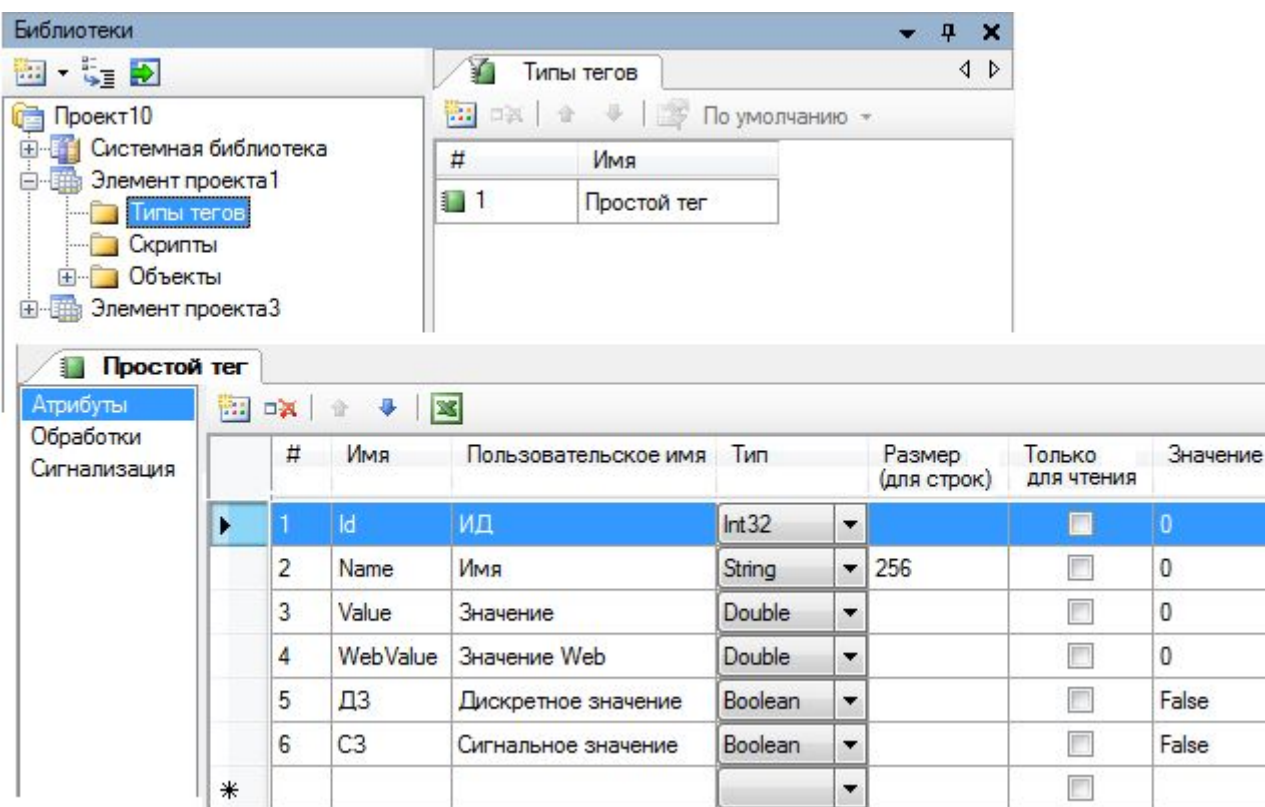 Библиотеки
Типы тегов
По умолчанию
Проект10
Системная библиотека
Элемент проекта1
Типы тегов
Скрипты
Объекты
Элемент проекта3
# Имя
1 Простой тег
Простой тег
Атрибуты
Обработки
Сигнализация
# Имя Пользовательское имя Тип Размер (для строк) Только для чтения Значение
1 Id ИД Int32 0
2 Name Имя String 256 0
3 Value Значение Double 0
4 WebValue Значение Web Double 0
5 ДЗ Дискретное значение Boolean False
6 СЗ Сигнальное значение Boolean False